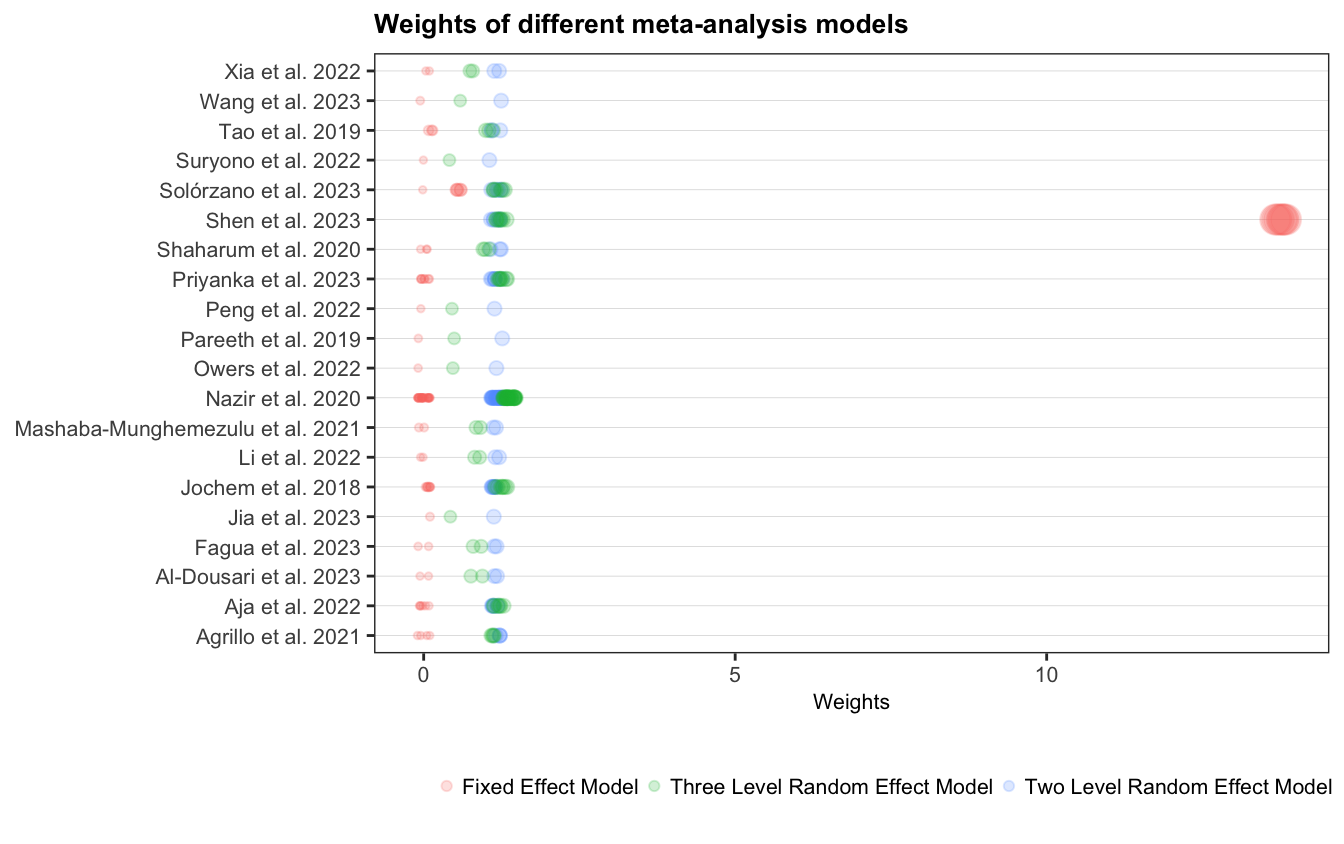 Weights of different meta-analysis models
Xia et al. 2022
Wang et al. 2023
Tao et al. 2019
Suryono et al. 2022
Solórzano et al. 2023
Shen et al. 2023
Shaharum et al. 2020
Priyanka et al. 2023
Peng et al. 2022
Pareeth et al. 2019
Owers et al. 2022
Nazir et al. 2020
Mashaba-Munghemezulu et al. 2021
Li et al. 2022
Jochem et al. 2018
Jia et al. 2023
Fagua et al. 2023
Al-Dousari et al. 2023
Aja et al. 2022
Agrillo et al. 2021
0 5 10
Weights
Fixed Effect Model Three Level Random Effect Model Two Level Random Effect Model